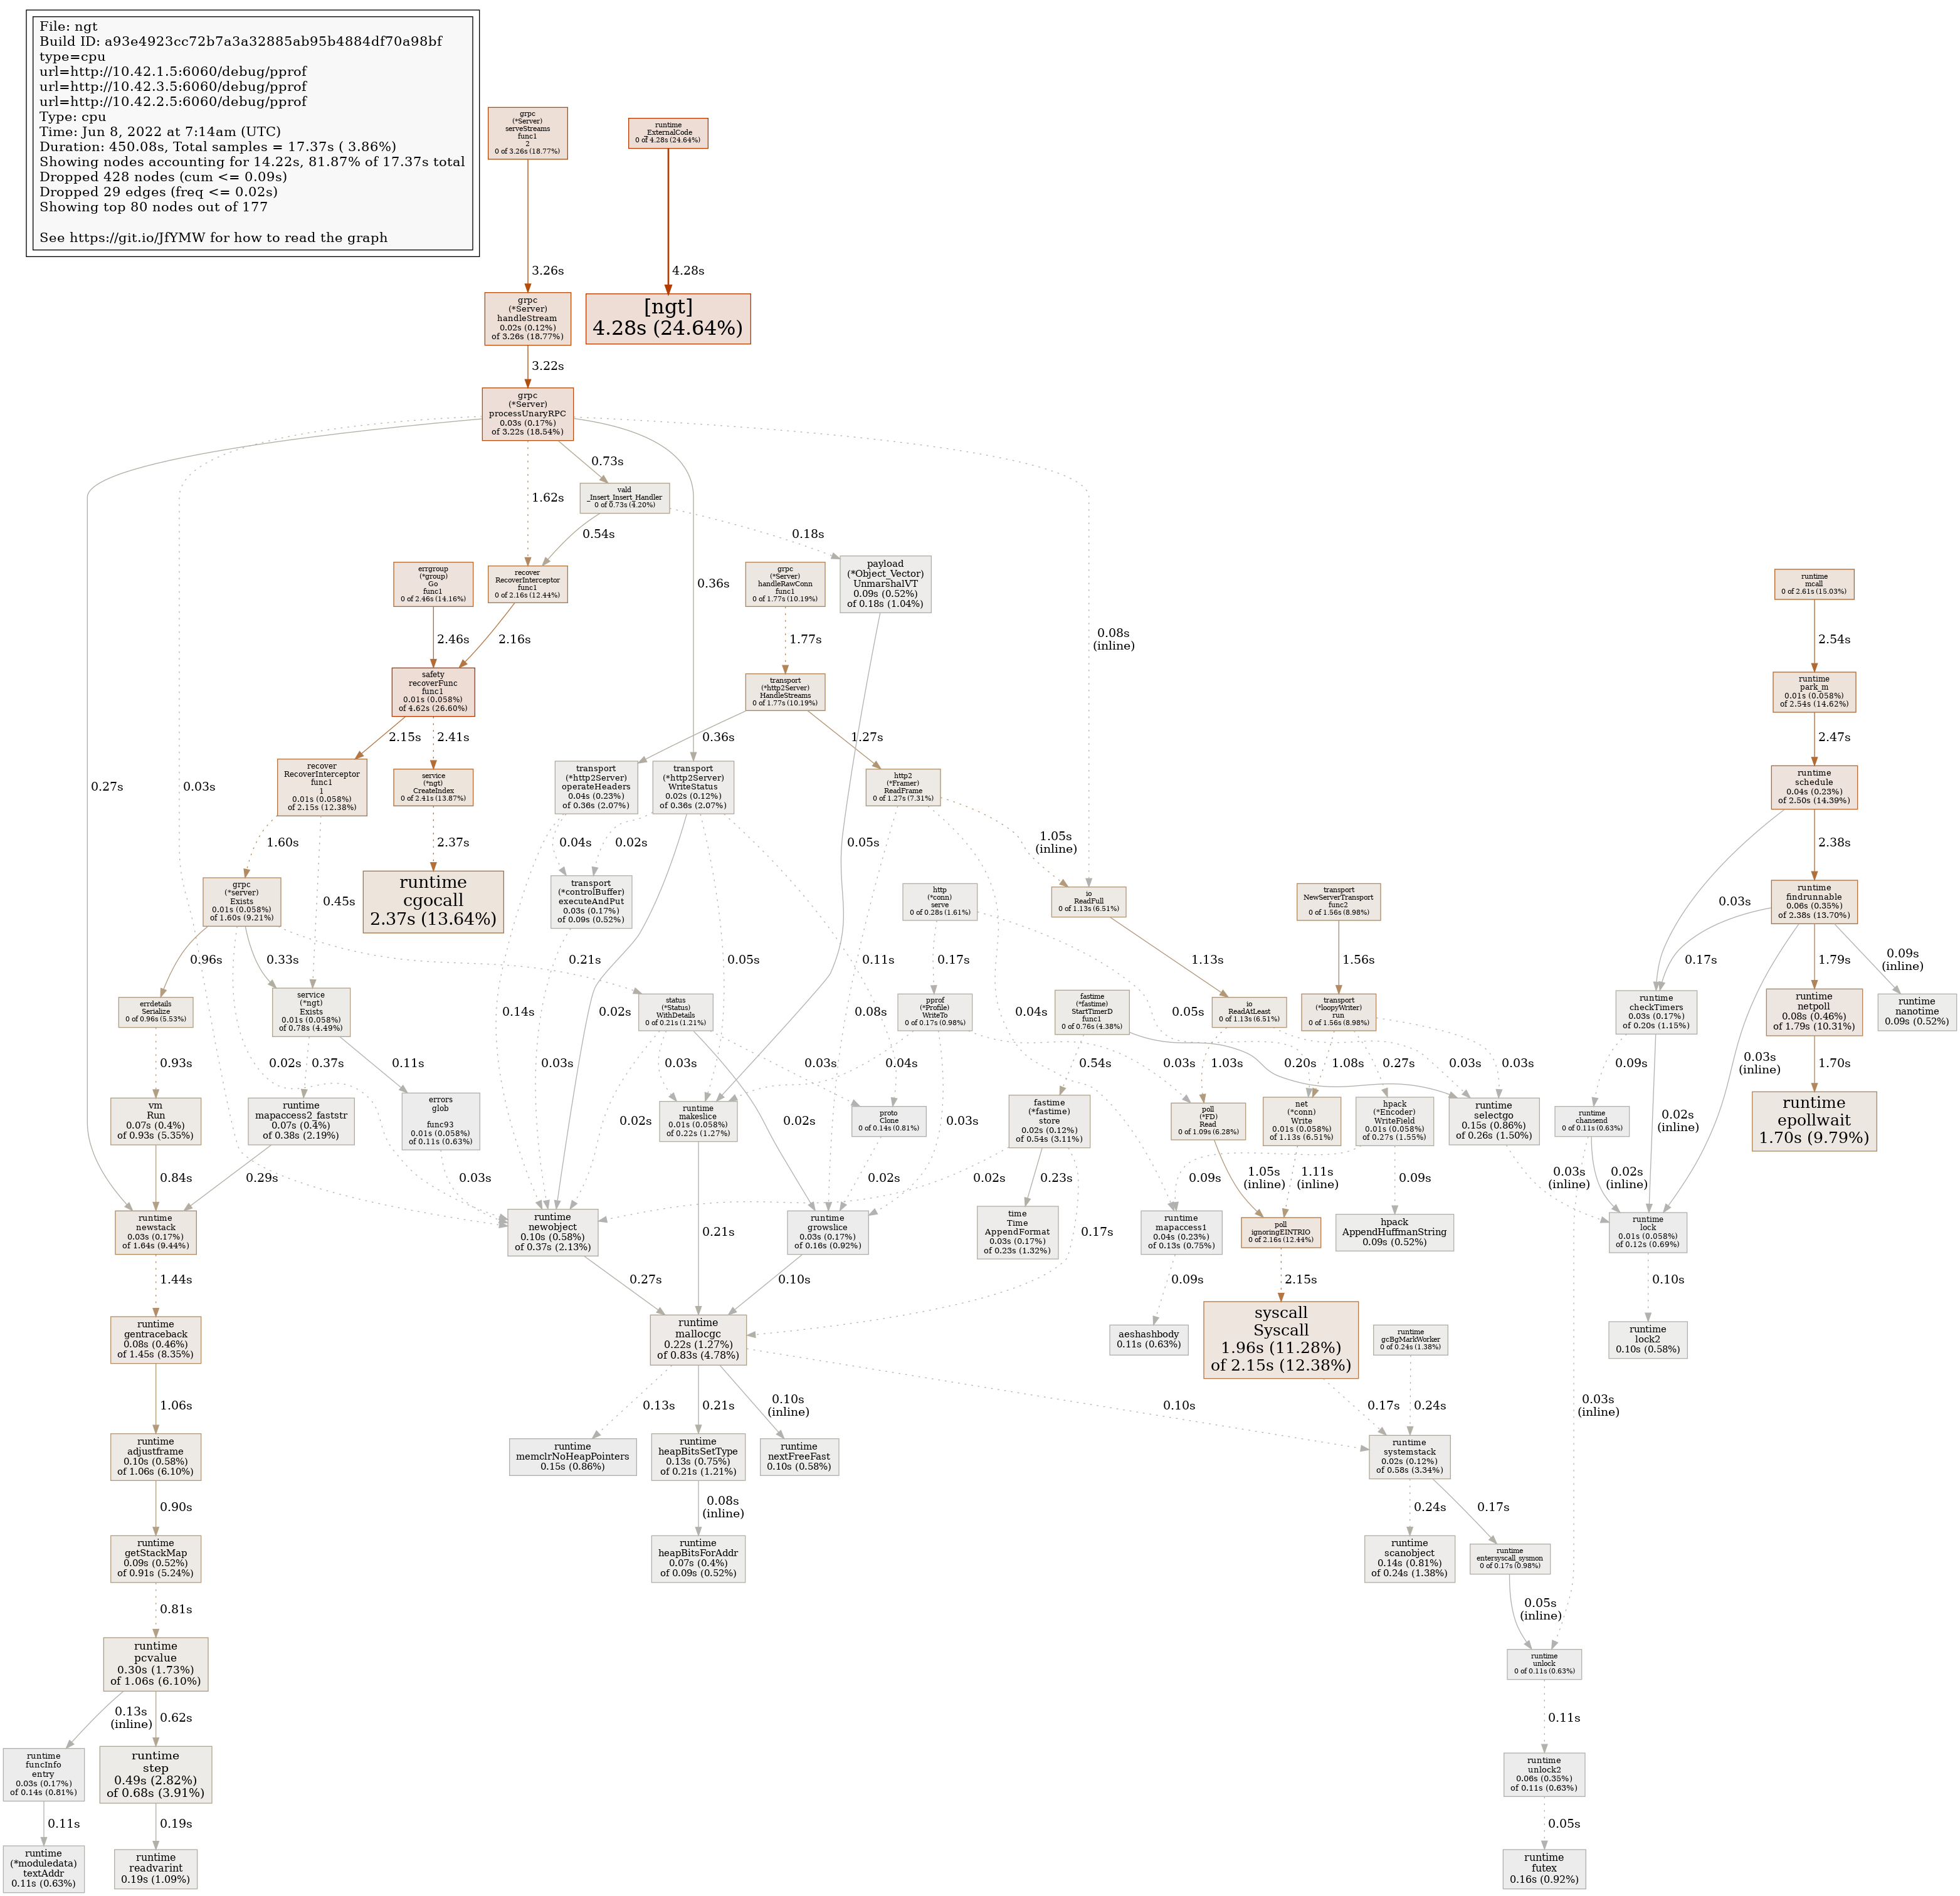 File: ngt
Build ID: a93e4923cc72b7a3a32885ab95b4884df70a98bf
type=cpu
url=http://10.42.1.5:6060/debug/pprof
url=http://10.42.3.5:6060/debug/pprof
url=http://10.42.2.5:6060/debug/pprof
Type: cpu
Time: Jun 8, 2022 at 7:14am (UTC)
Duration: 450.08s, Total samples = 17.37s ( 3.86%)
Showing nodes accounting for 14.22s, 81.87% of 17.37s total
Dropped 428 nodes (cum <= 0.09s)
Dropped 29 edges (freq <= 0.02s)
Showing top 80 nodes out of 177
See https://git.io/JfYMW for how to read the graph
grpc
(*Server)
serveStreams
func1
2
0 of 3.26s (18.77%)
runtime
_ExternalCode
0 of 4.28s (24.64%)
3.26s
4.28s
grpc
(*Server)
handleStream
0.02s (0.12%)
of 3.26s (18.77%)
[ngt]
4.28s (24.64%)
3.22s
grpc
(*Server)
processUnaryRPC
0.03s (0.17%)
of 3.22s (18.54%)
0.73s
vald
_Insert_Insert_Handler
0 of 0.73s (4.20%)
1.62s
0.54s
0.18s
0.36s
errgroup
(*group)
Go
func1
0 of 2.46s (14.16%)
recover
RecoverInterceptor
func1
0 of 2.16s (12.44%)
grpc
(*Server)
handleRawConn
func1
0 of 1.77s (10.19%)
payload
(*Object_Vector)
UnmarshalVT
0.09s (0.52%)
of 0.18s (1.04%)
runtime
mcall
0 of 2.61s (15.03%)
2.46s
2.16s
1.77s
0.08s
(inline)
2.54s
safety
recoverFunc
func1
0.01s (0.058%)
of 4.62s (26.60%)
transport
(*http2Server)
HandleStreams
0 of 1.77s (10.19%)
runtime
park_m
0.01s (0.058%)
of 2.54s (14.62%)
2.15s
2.41s
0.36s
1.27s
2.47s
0.27s
0.03s
recover
RecoverInterceptor
func1
1
0.01s (0.058%)
of 2.15s (12.38%)
service
(*ngt)
CreateIndex
0 of 2.41s (13.87%)
transport
(*http2Server)
operateHeaders
0.04s (0.23%)
of 0.36s (2.07%)
transport
(*http2Server)
WriteStatus
0.02s (0.12%)
of 0.36s (2.07%)
http2
(*Framer)
ReadFrame
0 of 1.27s (7.31%)
runtime
schedule
0.04s (0.23%)
of 2.50s (14.39%)
1.60s
2.37s
0.04s
0.02s
0.05s
1.05s
(inline)
2.38s
grpc
(*server)
Exists
0.01s (0.058%)
of 1.60s (9.21%)
0.45s
runtime
cgocall
2.37s (13.64%)
transport
(*controlBuffer)
executeAndPut
0.03s (0.17%)
of 0.09s (0.52%)
http
(*conn)
serve
0 of 0.28s (1.61%)
io
ReadFull
0 of 1.13s (6.51%)
transport
NewServerTransport
func2
0 of 1.56s (8.98%)
0.03s
runtime
findrunnable
0.06s (0.35%)
of 2.38s (13.70%)
0.96s
0.33s
0.21s
0.05s
0.11s
0.17s
1.13s
1.56s
0.17s
1.79s
0.09s
(inline)
errdetails
Serialize
0 of 0.96s (5.53%)
service
(*ngt)
Exists
0.01s (0.058%)
of 0.78s (4.49%)
0.14s
status
(*Status)
WithDetails
0 of 0.21s (1.21%)
0.02s
0.08s
pprof
(*Profile)
WriteTo
0 of 0.17s (0.98%)
0.04s
fastime
(*fastime)
StartTimerD
func1
0 of 0.76s (4.38%)
0.05s
io
ReadAtLeast
0 of 1.13s (6.51%)
transport
(*loopyWriter)
run
0 of 1.56s (8.98%)
runtime
checkTimers
0.03s (0.17%)
of 0.20s (1.15%)
runtime
netpoll
0.08s (0.46%)
of 1.79s (10.31%)
runtime
nanotime
0.09s (0.52%)
0.93s
0.02s
0.37s
0.11s
0.03s
0.03s
0.03s
0.04s
0.54s
0.03s
0.20s
1.03s
1.08s
0.27s
0.03s
0.03s
0.09s
0.03s
(inline)
1.70s
vm
Run
0.07s (0.4%)
of 0.93s (5.35%)
runtime
mapaccess2_faststr
0.07s (0.4%)
of 0.38s (2.19%)
errors
glob
func93
0.01s (0.058%)
of 0.11s (0.63%)
0.02s
runtime
makeslice
0.01s (0.058%)
of 0.22s (1.27%)
0.02s
proto
Clone
0 of 0.14s (0.81%)
0.03s
fastime
(*fastime)
store
0.02s (0.12%)
of 0.54s (3.11%)
poll
(*FD)
Read
0 of 1.09s (6.28%)
net
(*conn)
Write
0.01s (0.058%)
of 1.13s (6.51%)
hpack
(*Encoder)
WriteField
0.01s (0.058%)
of 0.27s (1.55%)
runtime
selectgo
0.15s (0.86%)
of 0.26s (1.50%)
runtime
chansend
0 of 0.11s (0.63%)
0.02s
(inline)
runtime
epollwait
1.70s (9.79%)
0.84s
0.29s
0.03s
0.02s
0.02s
0.23s
0.09s
1.05s
(inline)
1.11s
(inline)
0.09s
0.03s
(inline)
0.02s
(inline)
runtime
newstack
0.03s (0.17%)
of 1.64s (9.44%)
runtime
newobject
0.10s (0.58%)
of 0.37s (2.13%)
0.21s
runtime
growslice
0.03s (0.17%)
of 0.16s (0.92%)
time
Time
AppendFormat
0.03s (0.17%)
of 0.23s (1.32%)
0.17s
runtime
mapaccess1
0.04s (0.23%)
of 0.13s (0.75%)
poll
ignoringEINTRIO
0 of 2.16s (12.44%)
hpack
AppendHuffmanString
0.09s (0.52%)
runtime
lock
0.01s (0.058%)
of 0.12s (0.69%)
1.44s
0.27s
0.10s
0.09s
2.15s
0.10s
runtime
gentraceback
0.08s (0.46%)
of 1.45s (8.35%)
runtime
mallocgc
0.22s (1.27%)
of 0.83s (4.78%)
aeshashbody
0.11s (0.63%)
syscall
Syscall
1.96s (11.28%)
of 2.15s (12.38%)
runtime
gcBgMarkWorker
0 of 0.24s (1.38%)
runtime
lock2
0.10s (0.58%)
1.06s
0.13s
0.21s
0.10s
(inline)
0.10s
0.17s
0.24s
0.03s
(inline)
runtime
adjustframe
0.10s (0.58%)
of 1.06s (6.10%)
runtime
memclrNoHeapPointers
0.15s (0.86%)
runtime
heapBitsSetType
0.13s (0.75%)
of 0.21s (1.21%)
runtime
nextFreeFast
0.10s (0.58%)
runtime
systemstack
0.02s (0.12%)
of 0.58s (3.34%)
0.90s
0.08s
(inline)
0.24s
0.17s
runtime
getStackMap
0.09s (0.52%)
of 0.91s (5.24%)
runtime
heapBitsForAddr
0.07s (0.4%)
of 0.09s (0.52%)
runtime
scanobject
0.14s (0.81%)
of 0.24s (1.38%)
runtime
entersyscall_sysmon
0 of 0.17s (0.98%)
0.81s
0.05s
(inline)
runtime
pcvalue
0.30s (1.73%)
of 1.06s (6.10%)
runtime
unlock
0 of 0.11s (0.63%)
0.13s
(inline)
0.62s
0.11s
runtime
funcInfo
entry
0.03s (0.17%)
of 0.14s (0.81%)
runtime
step
0.49s (2.82%)
of 0.68s (3.91%)
runtime
unlock2
0.06s (0.35%)
of 0.11s (0.63%)
0.11s
0.19s
0.05s
runtime
(*moduledata)
textAddr
0.11s (0.63%)
runtime
readvarint
0.19s (1.09%)
runtime
futex
0.16s (0.92%)